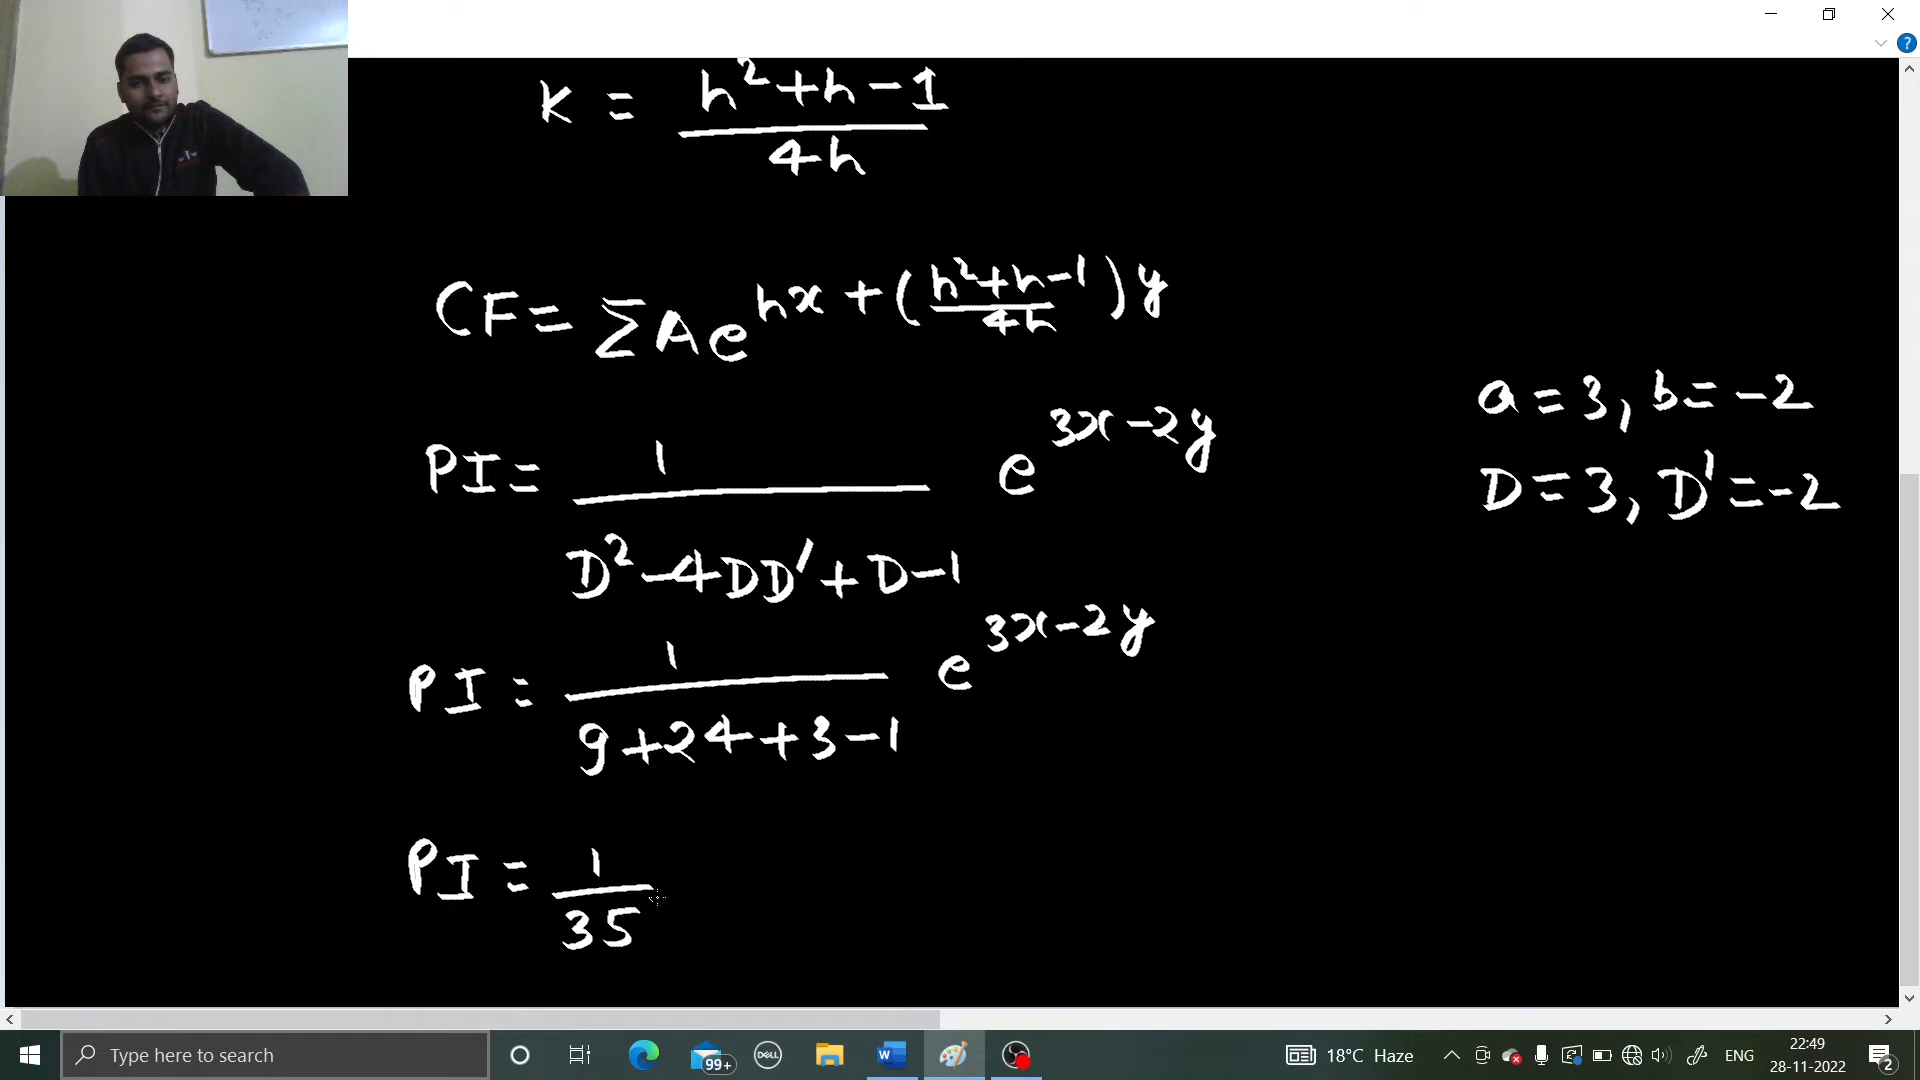 K = h²+h-1
4h
CF= ΣAe^hx+(h²+h-1/4h)y
a=3, b=-2
PI= 1/D²-4DD'+D-1 e^3x-2y
D=3, D'=-2
PI = 1/9+24+3-1 e^3x-2y
PI = 1/35
Type here to search
DELL
99+
W
18°C Haze
ENG
22:49
28-11-2022
2